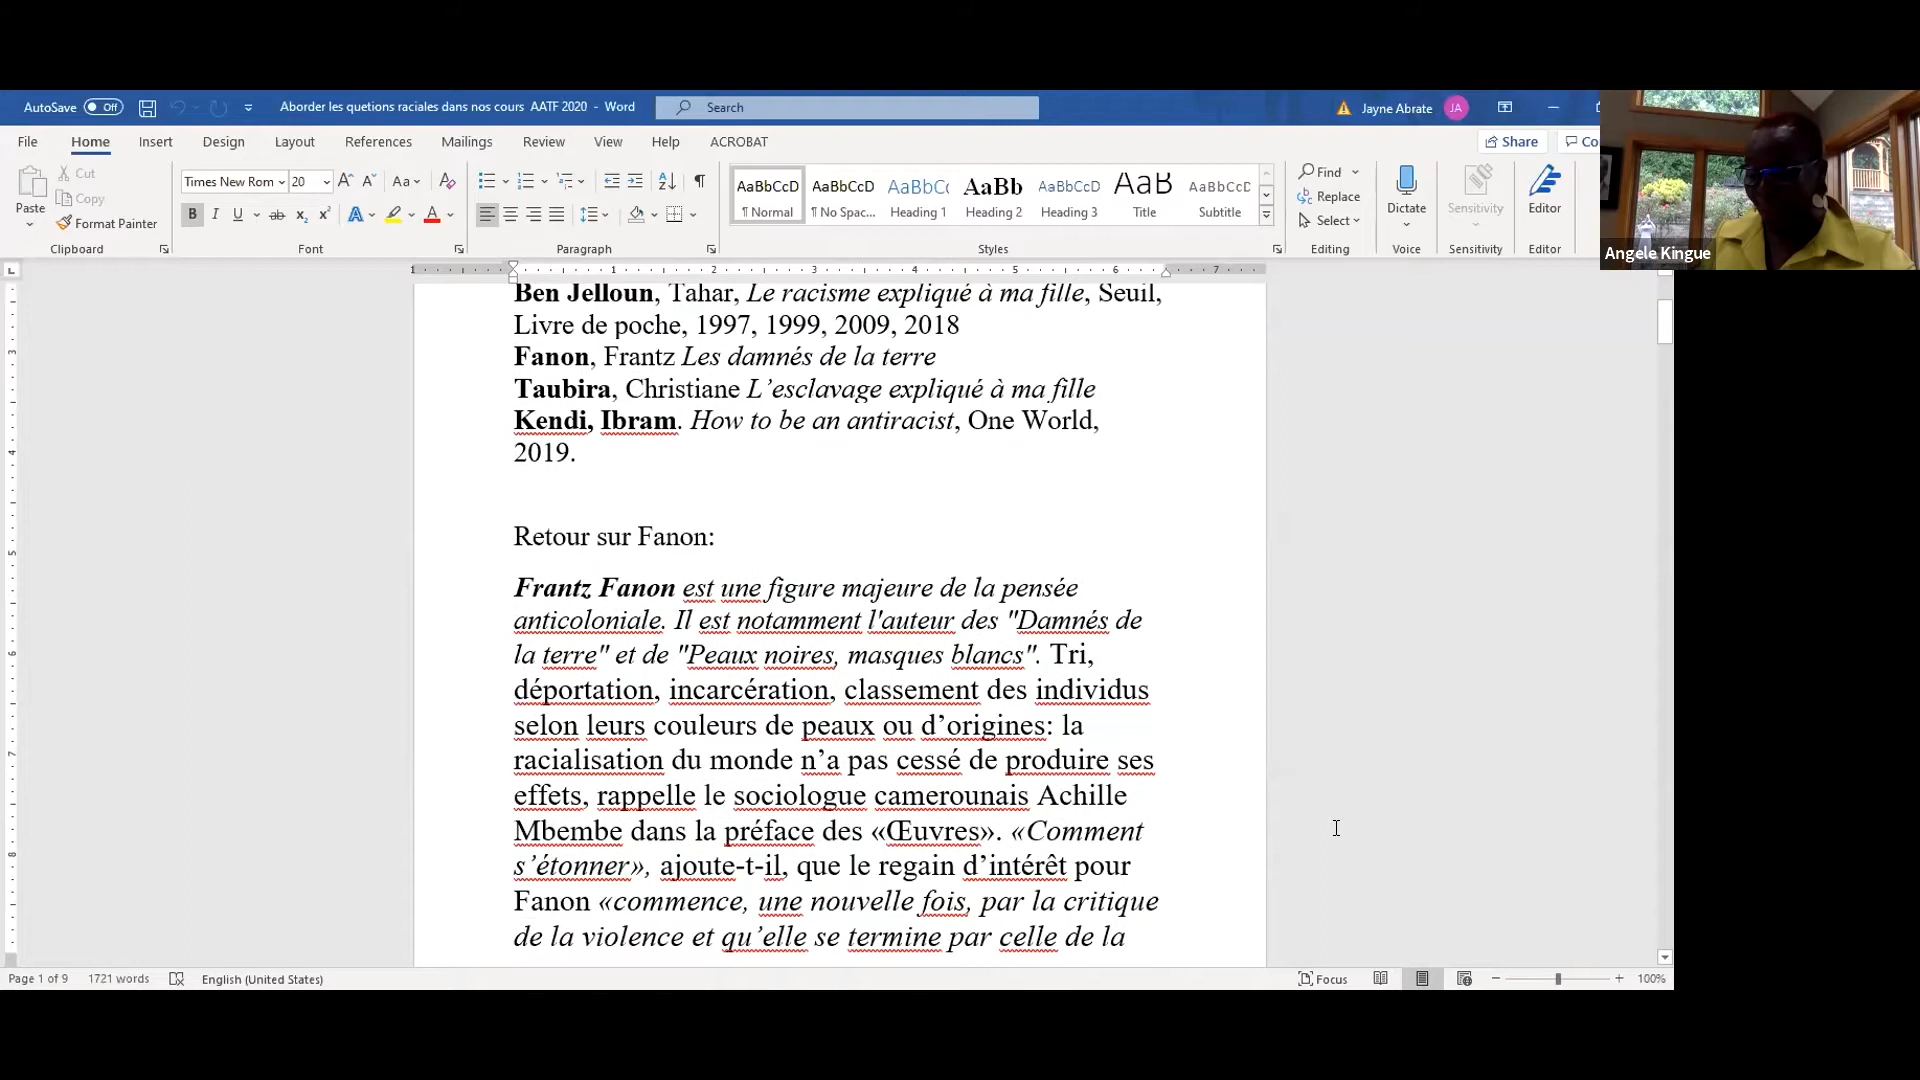 AutoSave Off Aborder les quetions raciales dans nos cours AATF 2020 - Word Search Jayne Abrate JA
File Home Insert Design Layout References Mailings Review View Help ACROBAT Share Co
Paste Cut Copy Format Painter
Times New Rom 20
AaBbCcD AaBbCcD AaBbCc AaBb AaBbCcD AaB AaBbCcD
¶ Normal ¶ No Spac... Heading 1 Heading 2 Heading 3 Title Subtitle
Find Replace Select
Dictate Sensitivity Editor
Clipboard Font Paragraph Styles Editing Voice Sensitivity Editor
Angele Kingue
1 1 2 3 4 5 6 7
Ben Jelloun, Tahar, Le racisme expliqué à ma fille, Seuil,
Livre de poche, 1997, 1999, 2009, 2018
Fanon, Frantz Les damnés de la terre
Taubira, Christiane L’esclavage expliqué à ma fille
Kendi, Ibram. How to be an antiracist, One World,
2019.
Retour sur Fanon:
Frantz Fanon est une figure majeure de la pensée
anticoloniale. Il est notamment l'auteur des "Damnés de
la terre" et de "Peaux noires, masques blancs". Tri,
déportation, incarcération, classement des individus
selon leurs couleurs de peaux ou d’origines: la
racialisation du monde n’a pas cessé de produire ses
effets, rappelle le sociologue camerounais Achille
Mbembe dans la préface des «Œuvres». «Comment
s’étonner», ajoute-t-il, que le regain d’intérêt pour
Fanon «commence, une nouvelle fois, par la critique
de la violence et qu’elle se termine par celle de la
Page 1 of 9 1721 words English (United States) Focus 100%